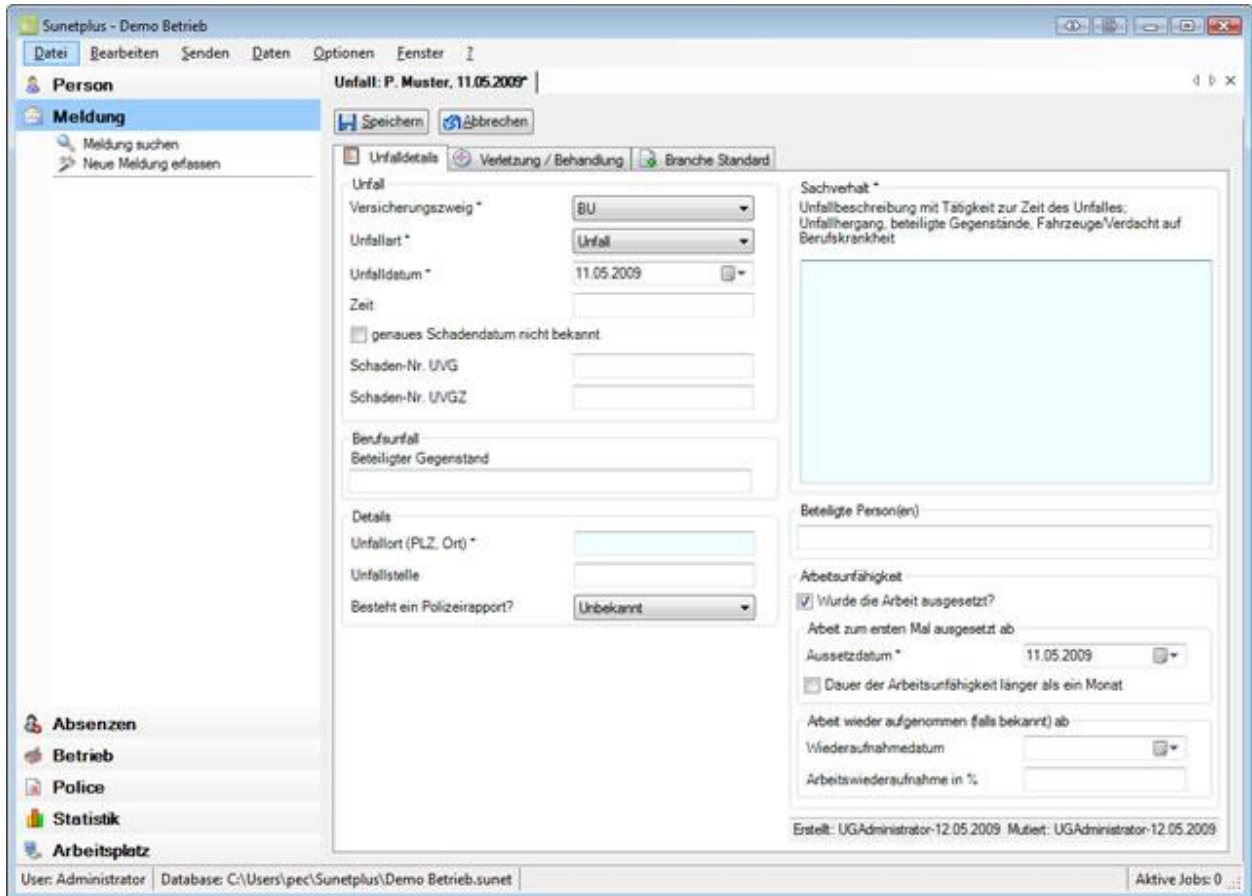 Sunetplus - Demo Betrieb
Datei Bearbeiten Senden Daten Optionen Fenster ?
Person
Meldung
Meldung suchen
Neue Meldung erfassen
Absenzen
Betrieb
Police
Statistik
Arbeitsplatz
Unfall: P. Muster, 11.05.2009*
Speichern Abbrechen
Unfalldetails Verletzung / Behandlung Branche Standard
Unfall
Versicherungszweig * BU
Unfallart * Unfall
Unfalldatum * 11.05.2009
Zeit
genaues Schadendatum nicht bekannt
Schaden-Nr. UVG
Schaden-Nr. UVGZ
Berufsunfall
Beteiligter Gegenstand
Details
Unfallort (PLZ, Ort) *
Unfallstelle
Besteht ein Polizeirapport? Unbekannt
Sachverhalt *
Unfallbeschreibung mit Tätigkeit zur Zeit des Unfalles;
Unfallhergang, beteiligte Gegenstände, Fahrzeuge/Verdacht auf
Berufskrankheit
Beteiligte Person(en)
Arbeitsunfähigkeit
Wurde die Arbeit ausgesetzt?
Arbeit zum ersten Mal ausgesetzt ab
Aussetzdatum * 11.05.2009
Dauer der Arbeitsunfähigkeit länger als ein Monat
Arbeit wieder aufgenommen (falls bekannt) ab
Wiederaufnahmedatum
Arbeitswiederaufnahme in %
Erstellt: UGAdministrator-12.05.2009 Mutiert: UGAdministrator-12.05.2009
User: Administrator Database: C:\Users\pec\Sunetplus\Demo Betrieb.sunet Aktive Jobs: 0